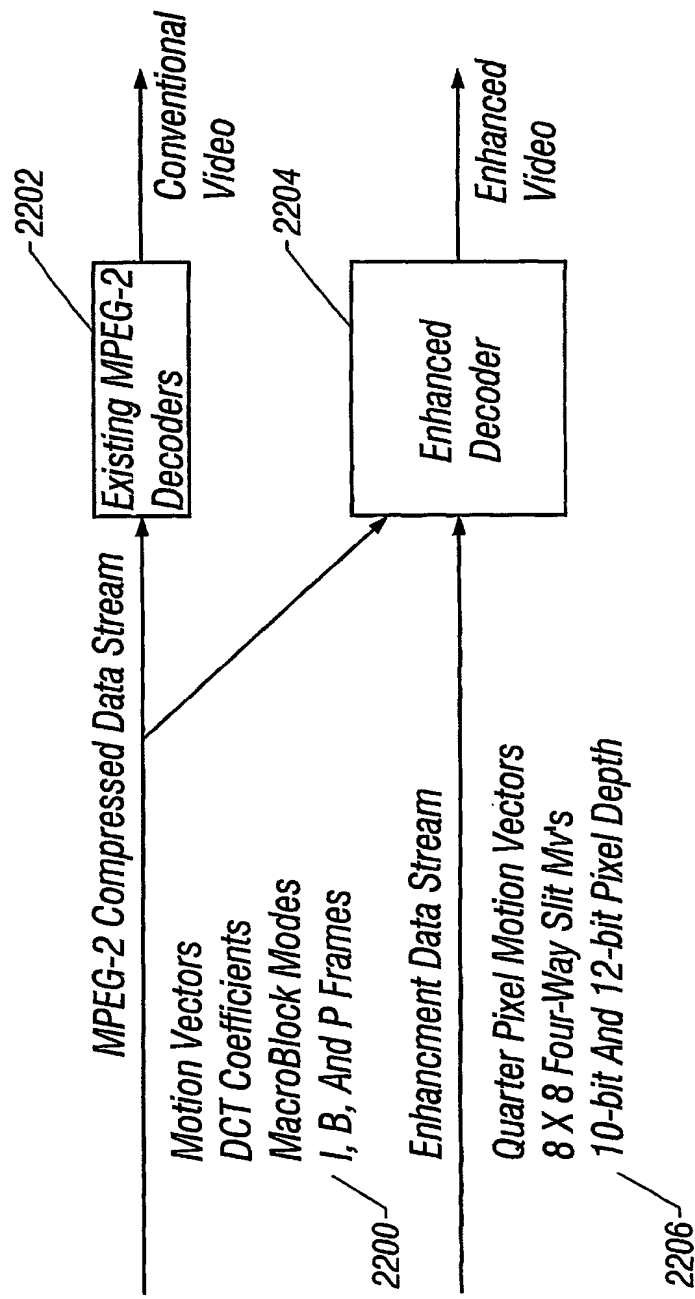 MPEG-2 Compressed Data Stream
Motion Vectors
DCT Coefficients
MacroBlock Modes
I, B, And P Frames
2200
Existing MPEG-2
Decoders
2202
Conventional
Video
Enhancment Data Stream
Quarter Pixel Motion Vectors
8 X 8 Four-Way Slit Mv's
10-bit And 12-bit Pixel Depth
2206
Enhanced
Decoder
2204
Enhanced
Video